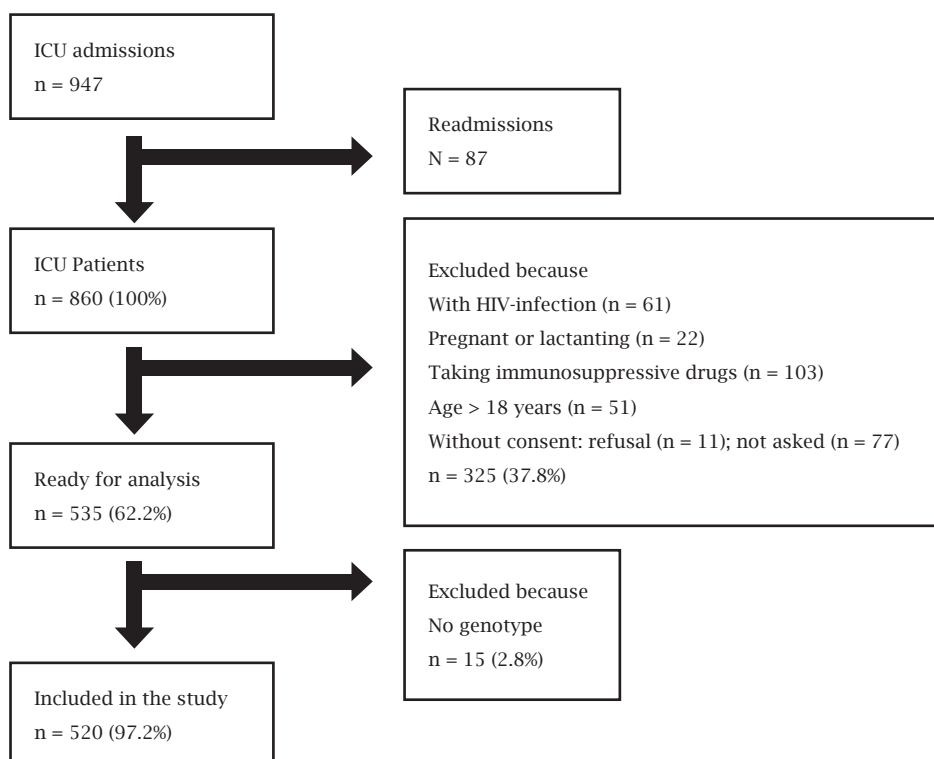 ICU admissions
n = 947
Readmissions
N = 87
ICU Patients
n = 860 (100%)
Excluded because
With HIV-infection (n = 61)
Pregnant or lactanting (n = 22)
Taking immunosuppressive drugs (n = 103)
Age > 18 years (n = 51)
Without consent: refusal (n = 11); not asked (n = 77)
n = 325 (37.8%)
Ready for analysis
n = 535 (62.2%)
Excluded because
No genotype
n = 15 (2.8%)
Included in the study
n = 520 (97.2%)